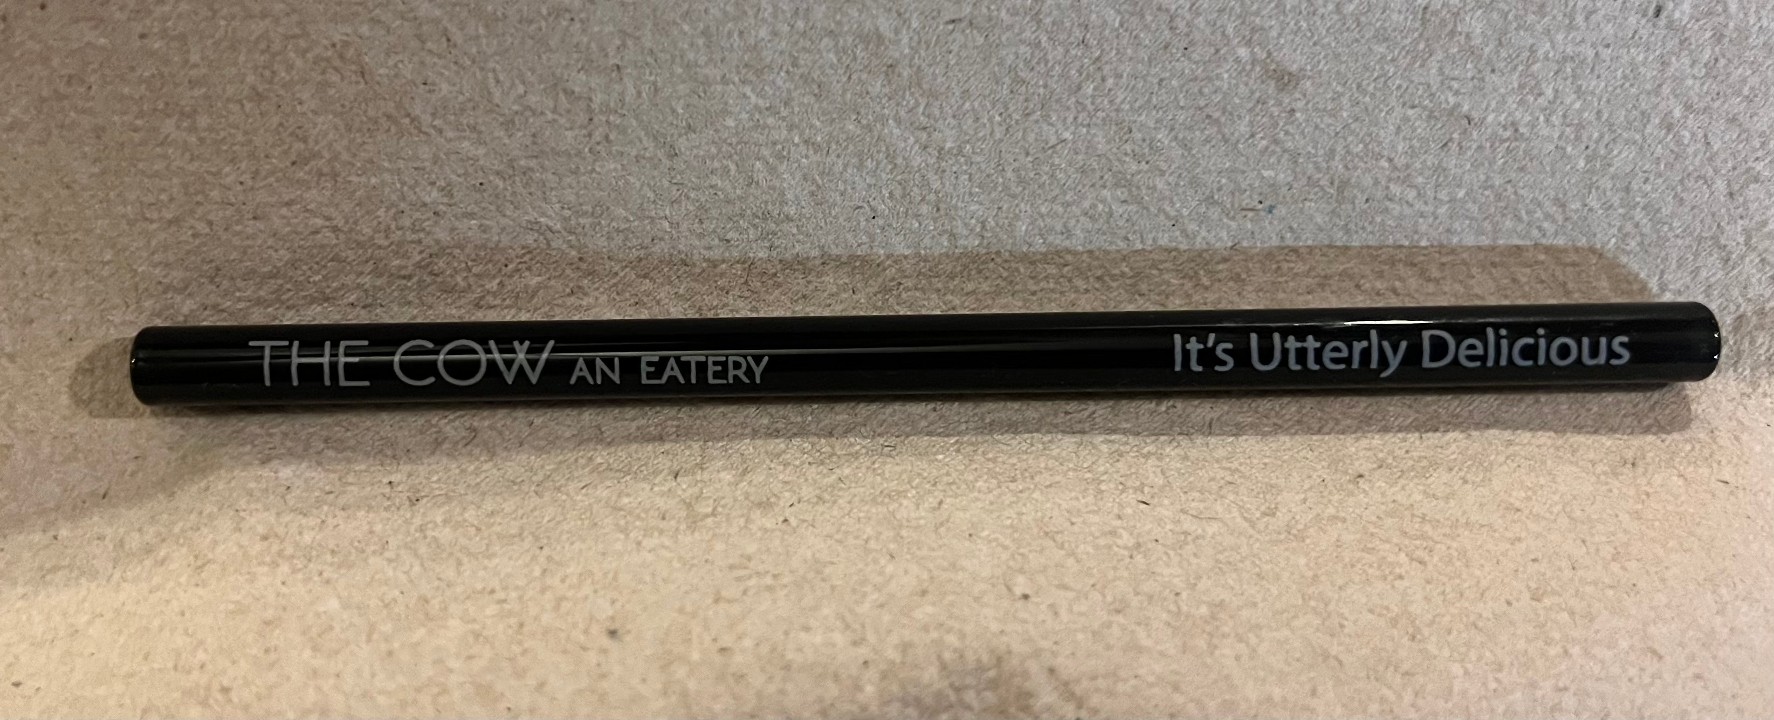 THE COW AN EATERY It's Utterly Delicious